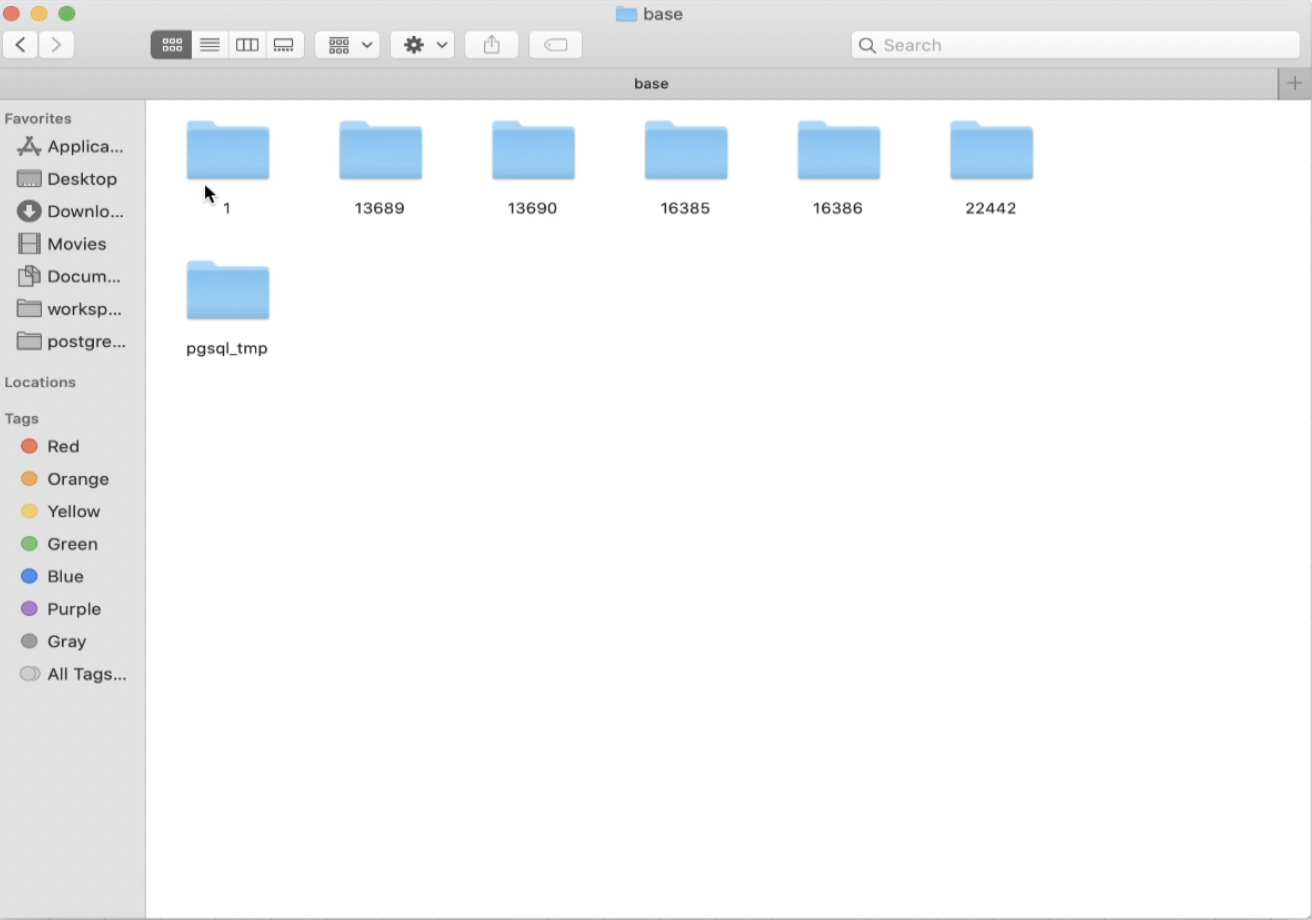 base
Search
base
Favorites
Applica...
Desktop
Downlo...
Movies
Docum...
worksp...
postgre...
Locations
Tags
Red
Orange
Yellow
Green
Blue
Purple
Gray
All Tags...
1
13689
13690
16385
16386
22442
pgsql_tmp